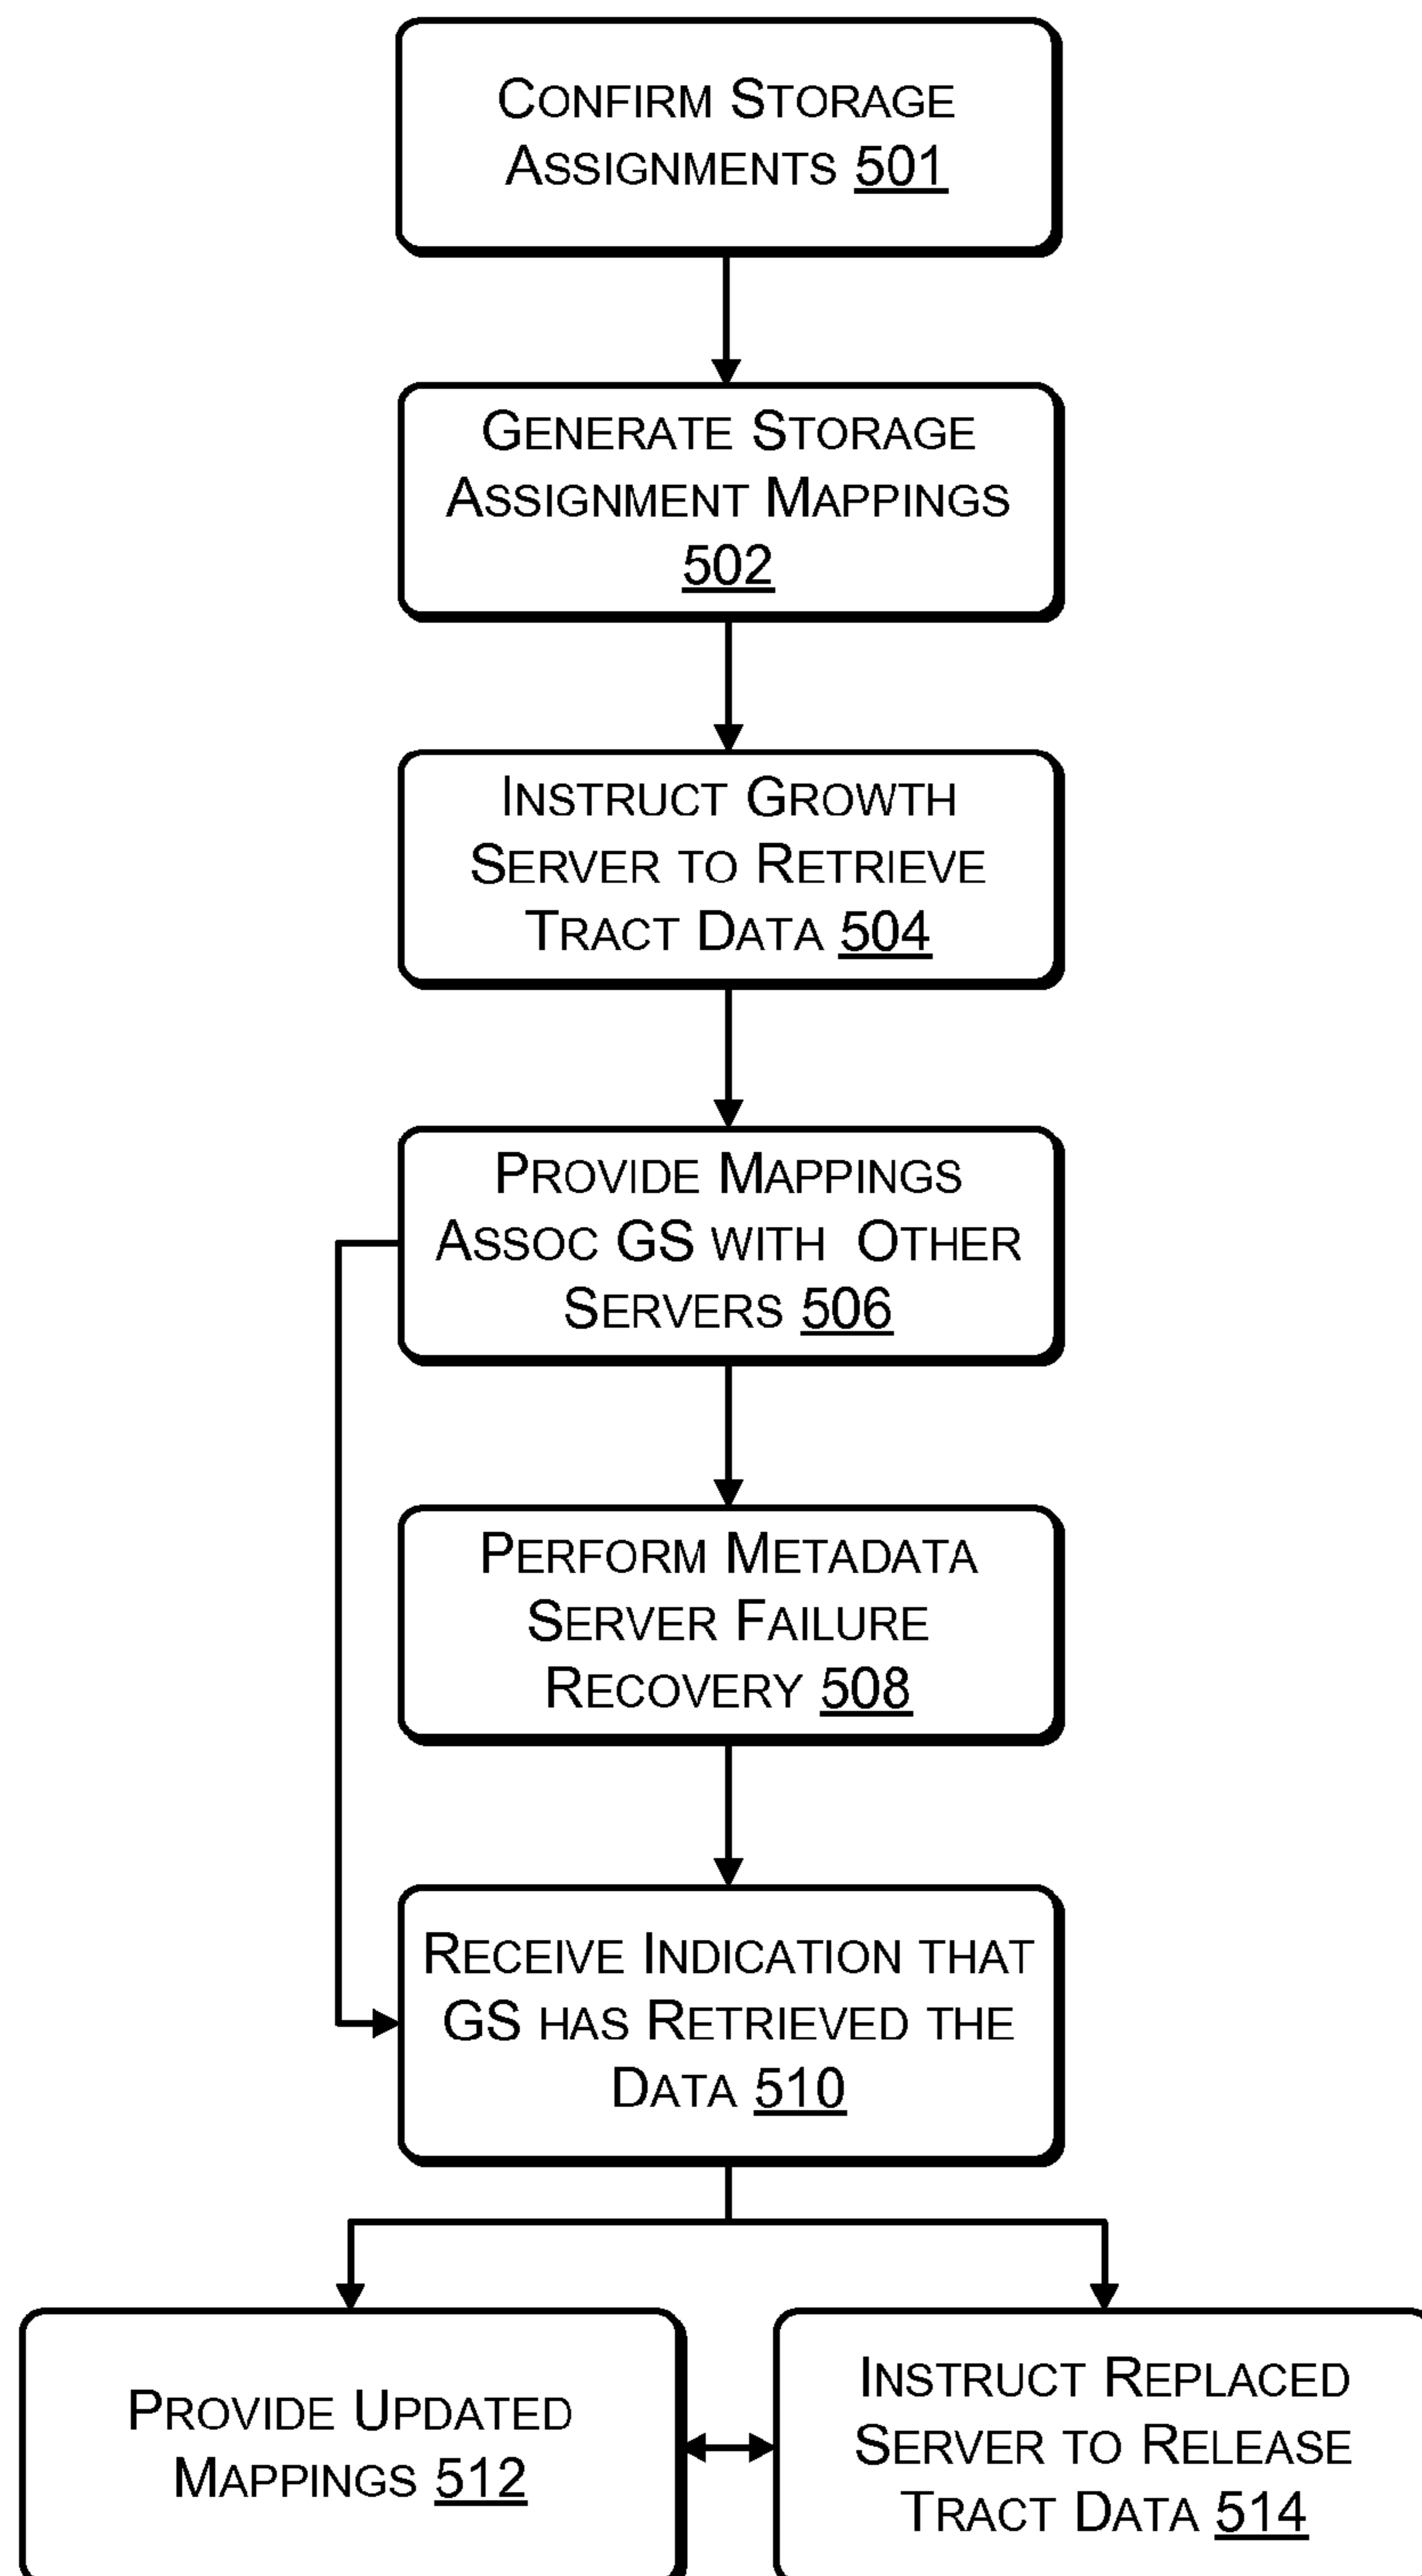 CONFIRM STORAGE
ASSIGNMENTS 501
GENERATE STORAGE
ASSIGNMENT MAPPINGS
502
INSTRUCT GROWTH
SERVER TO RETRIEVE
TRACT DATA 504
PROVIDE MAPPINGS
ASSOC GS WITH OTHER
SERVERS 506
PERFORM METADATA
SERVER FAILURE
RECOVERY 508
RECEIVE INDICATION THAT
GS HAS RETRIEVED THE
DATA 510
PROVIDE UPDATED
MAPPINGS 512
INSTRUCT REPLACED
SERVER TO RELEASE
TRACT DATA 514